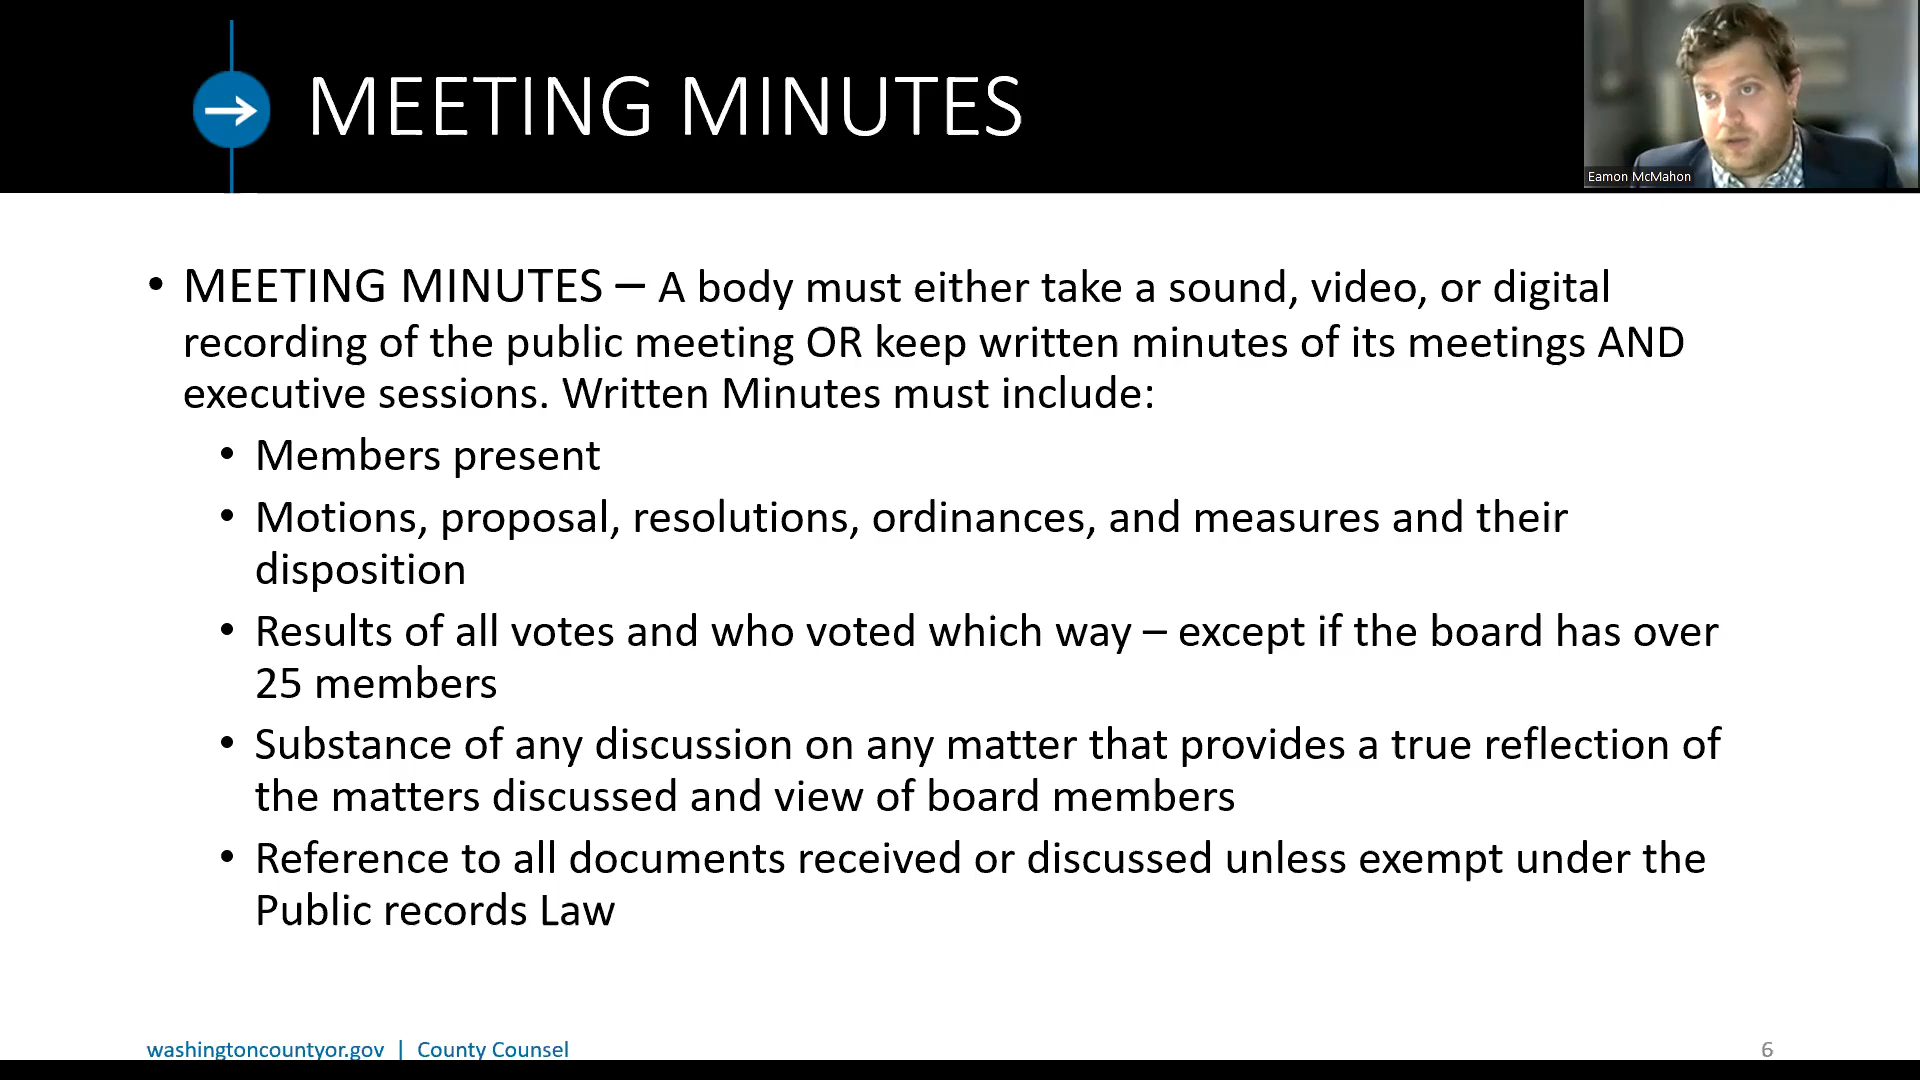 MEETING MINUTES
Eamon McMahon
• MEETING MINUTES – A body must either take a sound, video, or digital
recording of the public meeting OR keep written minutes of its meetings AND
executive sessions. Written Minutes must include:
• Members present
• Motions, proposal, resolutions, ordinances, and measures and their
disposition
• Results of all votes and who voted which way – except if the board has over
25 members
• Substance of any discussion on any matter that provides a true reflection of
the matters discussed and view of board members
• Reference to all documents received or discussed unless exempt under the
Public records Law
washingtoncountyor.gov | County Counsel
6